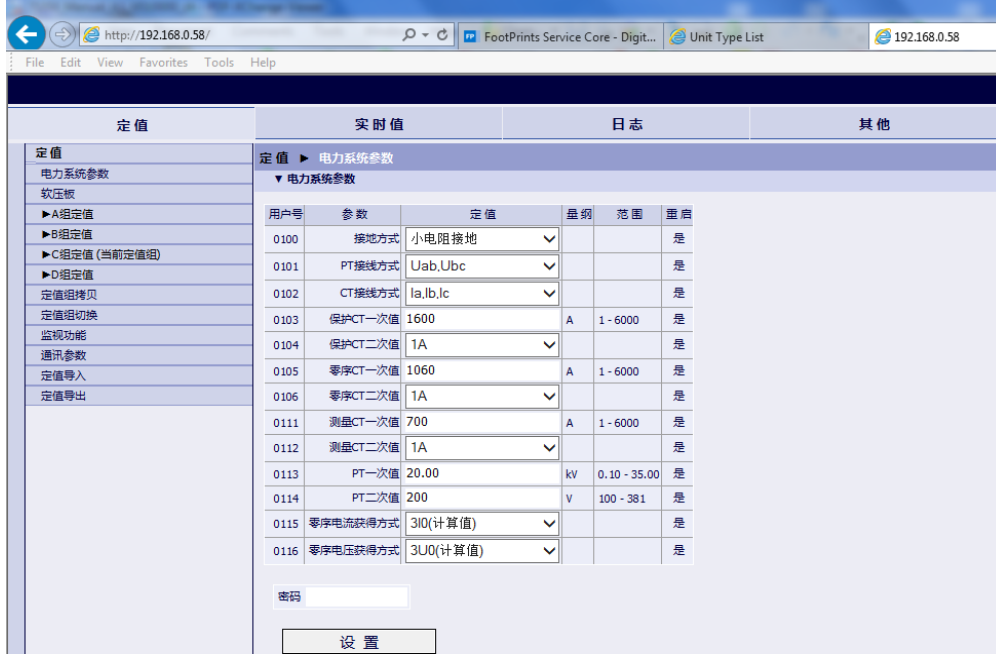 http://192.168.0.58/
FootPrints Service Core - Digit...
Unit Type List
192.168.0.58
File Edit View Favorites Tools Help
定值 实时值 日志 其他
定值
电力系统参数
软压板
►A组定值
►B组定值
►C组定值 (当前定值组)
►D组定值
定值组拷贝
定值组切换
监视功能
通讯参数
定值导入
定值导出
定值 ► 电力系统参数
▼ 电力系统参数
用户号 参数 定值 量纲 范围 重启
0100 接地方式 小电阻接地 是
0101 PT接线方式 Uab,Ubc 是
0102 CT接线方式 Ia,Ib,Ic 是
0103 保护CT一次值 1600 A 1 - 6000 是
0104 保护CT二次值 1A 是
0105 零序CT一次值 1060 A 1 - 6000 是
0106 零序CT二次值 1A 是
0111 测量CT一次值 700 A 1 - 6000 是
0112 测量CT二次值 1A 是
0113 PT一次值 20.00 kV 0.10 - 35.00 是
0114 PT二次值 200 V 100 - 381 是
0115 零序电流获得方式 3I0(计算值) 是
0116 零序电压获得方式 3U0(计算值) 是
密码
设 置